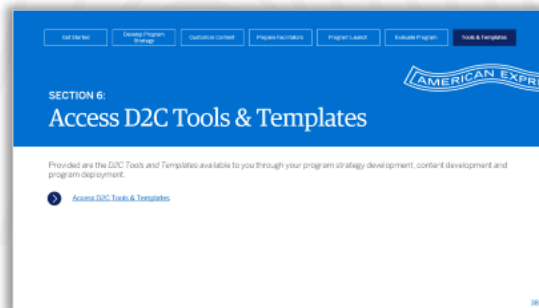 Get Started
Develop Program
Strategy
Customize Content
Prepare Facilitators
Program Launch
Evaluate Program
Tools & Templates
AMERICAN EXPR
SECTION 6:
Access D2C Tools & Templates
Provided are the D2C Tools and Templates available to you through your program strategy development, content development and
program deployment.
Access D2C Tools & Templates
38